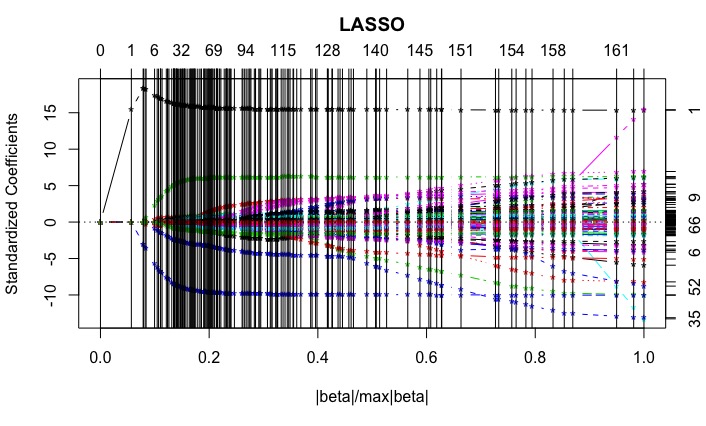 LASSO
0 1 6 32 69 94 115 128 140 145 151 154 158 161
Standardized Coefficients
15
10
5
0
-5
-10
1
9
66
6
52
35
0.0 0.2 0.4 0.6 0.8 1.0
|beta|/max|beta|